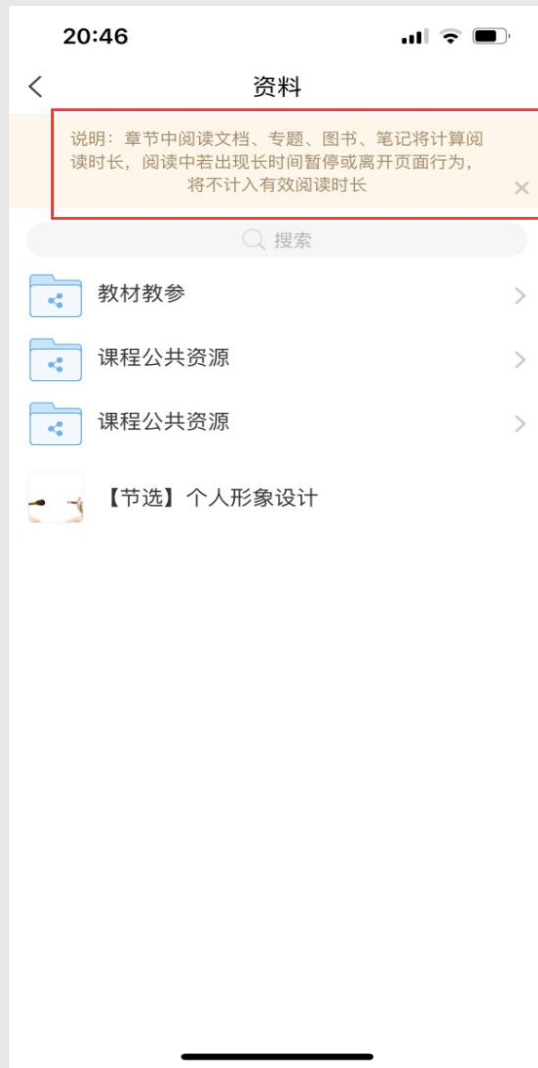 20:46
资料
说明：章节中阅读文档、专题、图书、笔记将计算阅
读时长，阅读中若出现长时间暂停或离开页面行为，
将不计入有效阅读时长
搜索
教材教参
课程公共资源
课程公共资源
【节选】个人形象设计